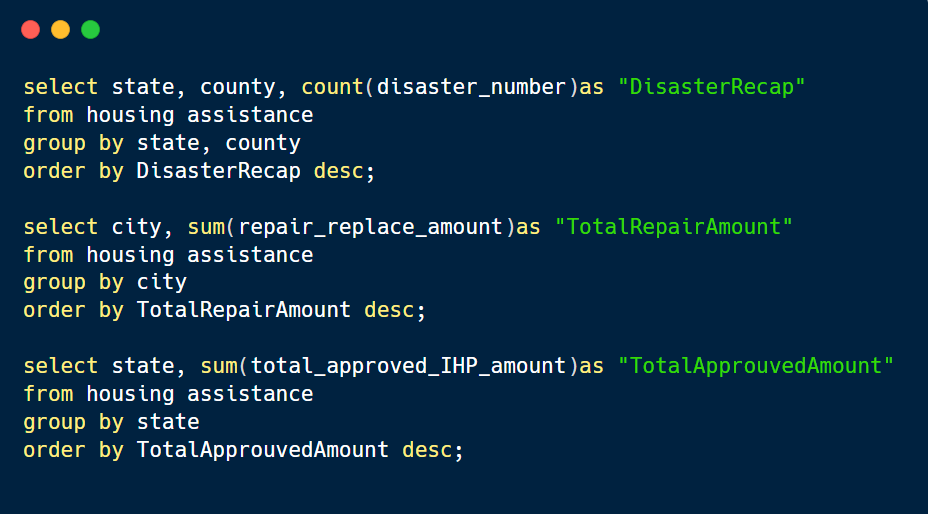 select state, county, count(disaster_number)as "DisasterRecap"
from housing assistance
group by state, county
order by DisasterRecap desc;
select city, sum(repair_replace_amount)as "TotalRepairAmount"
from housing assistance
group by city
order by TotalRepairAmount desc;
select state, sum(total_approved_IHP_amount)as "TotalApprouvedAmount"
from housing assistance
group by state
order by TotalApprouvedAmount desc;